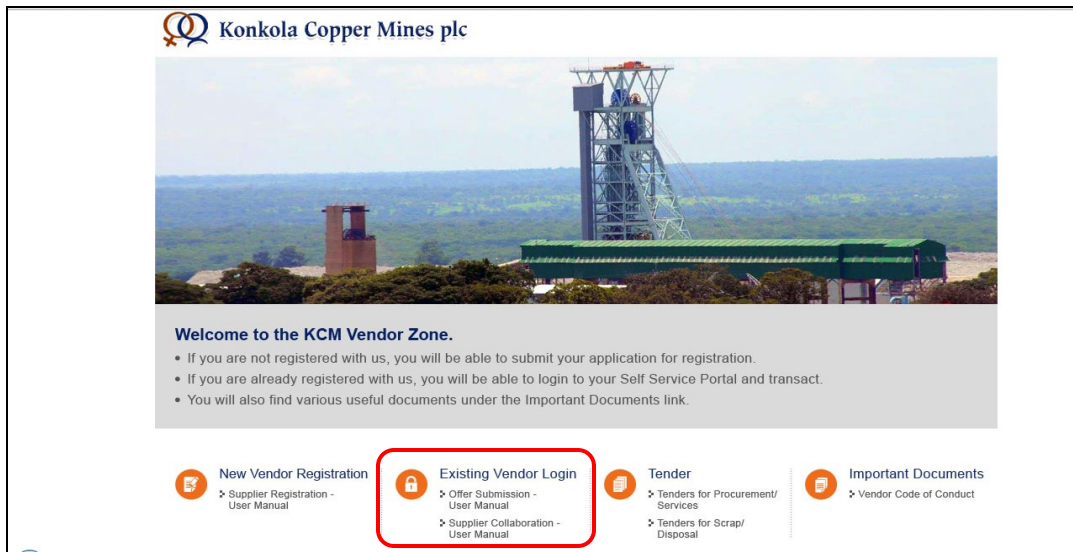 Konkola Copper Mines plc
Welcome to the KCM Vendor Zone.
• If you are not registered with us, you will be able to submit your application for registration.
• If you are already registered with us, you will be able to login to your Self Service Portal and transact.
• You will also find various useful documents under the Important Documents link.
New Vendor Registration
Supplier Registration -
User Manual
Existing Vendor Login
Offer Submission -
User Manual
Supplier Collaboration -
User Manual
Tender
Tenders for Procurement/
Services
Tenders for Scrap/
Disposal
Important Documents
Vendor Code of Conduct